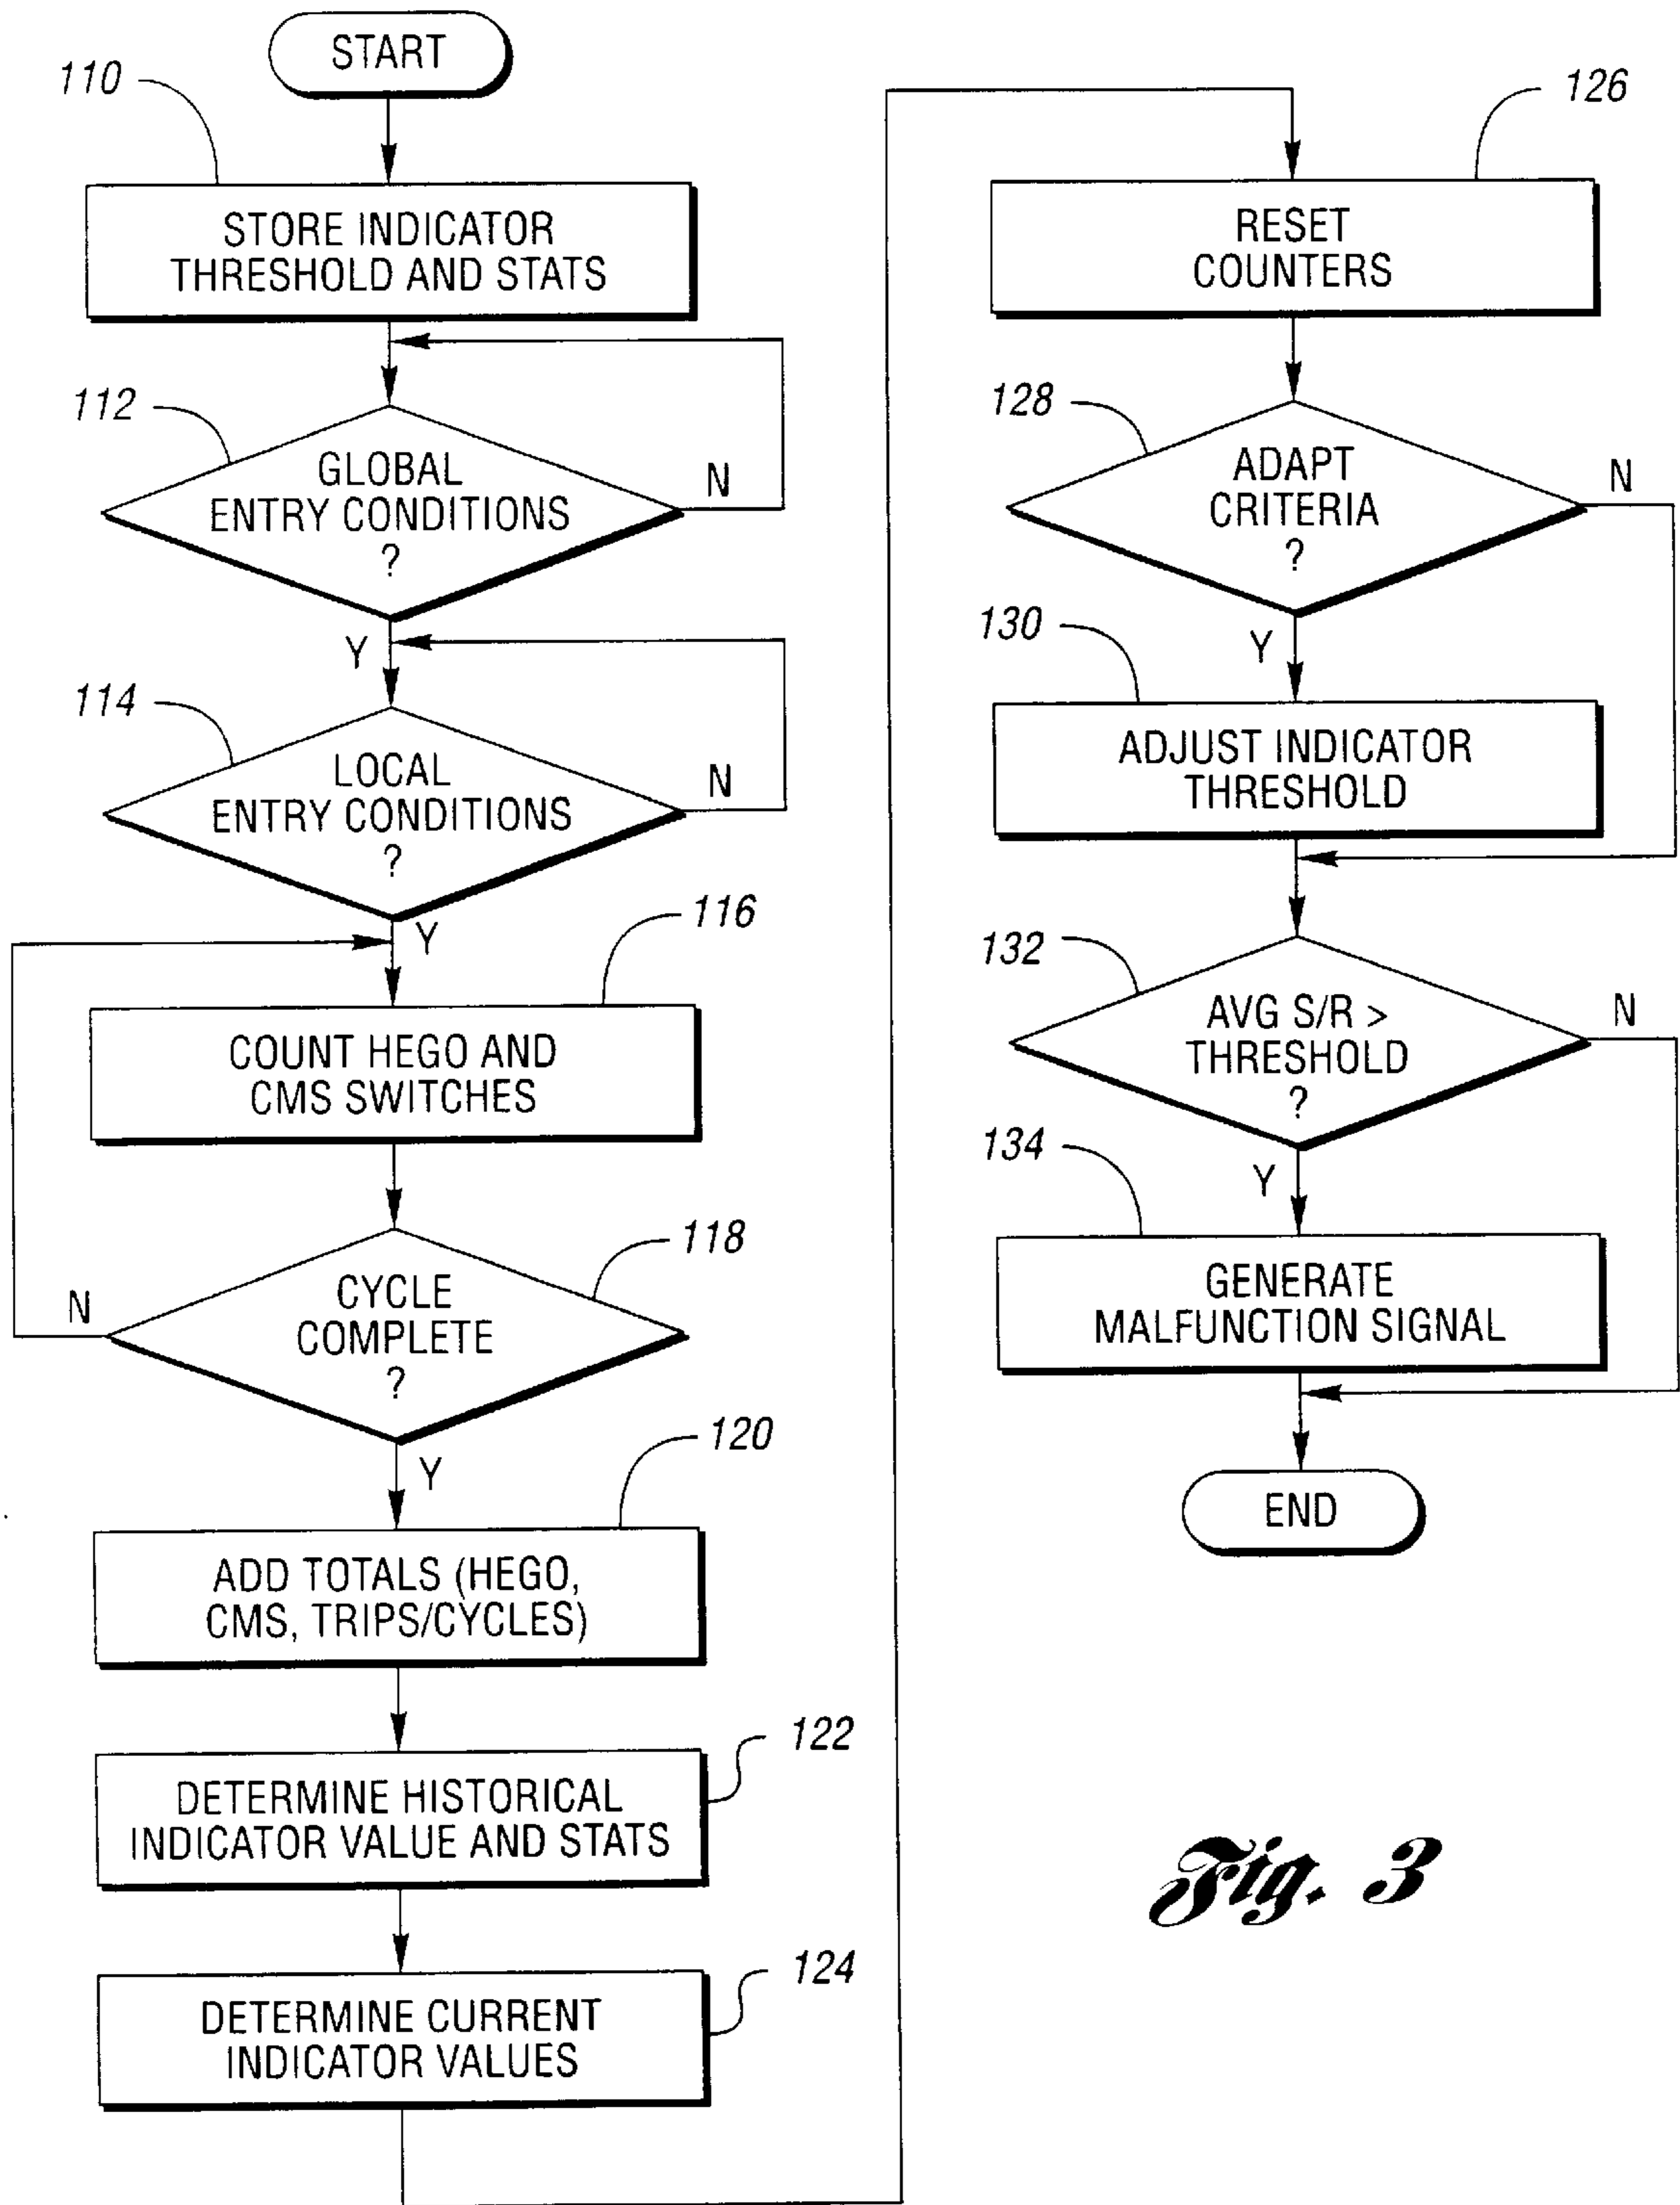 START
110
STORE INDICATOR
THRESHOLD AND STATS
112
GLOBAL
ENTRY CONDITIONS
?
N
Y
114
LOCAL
ENTRY CONDITIONS
?
N
Y
116
COUNT HEGO AND
CMS SWITCHES
118
CYCLE
COMPLETE
?
N
Y
120
ADD TOTALS (HEGO,
CMS, TRIPS/CYCLES)
122
DETERMINE HISTORICAL
INDICATOR VALUE AND STATS
124
DETERMINE CURRENT
INDICATOR VALUES
126
RESET
COUNTERS
128
ADAPT
CRITERIA
?
N
Y
130
ADJUST INDICATOR
THRESHOLD
132
AVG S/R >
THRESHOLD
?
N
Y
134
GENERATE
MALFUNCTION SIGNAL
END
Fig. 3